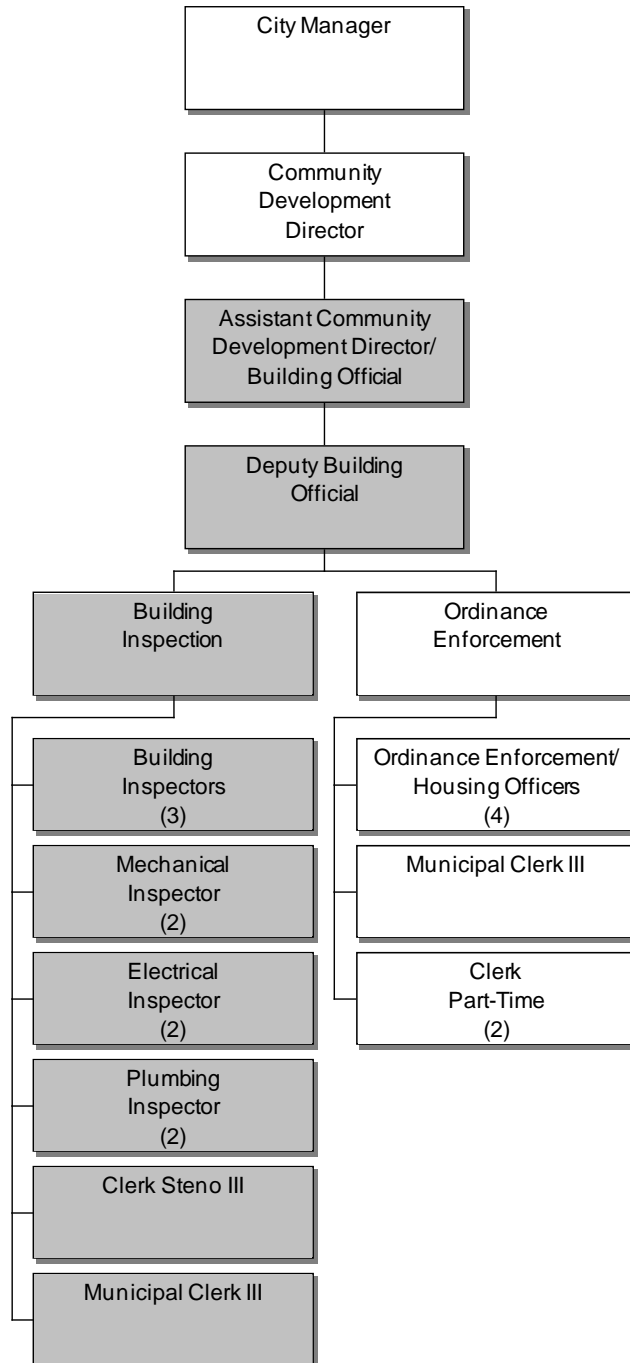 City Manager
Community
Development
Director
Assistant Community
Development Director/
Building Official
Deputy Building
Official
Building
Inspection
Ordinance
Enforcement
Building
Inspectors
(3)
Ordinance Enforcement/
Housing Officers
(4)
Mechanical
Inspector
(2)
Municipal Clerk III
Electrical
Inspector
(2)
Clerk
Part-Time
(2)
Plumbing
Inspector
(2)
Clerk Steno III
Municipal Clerk III